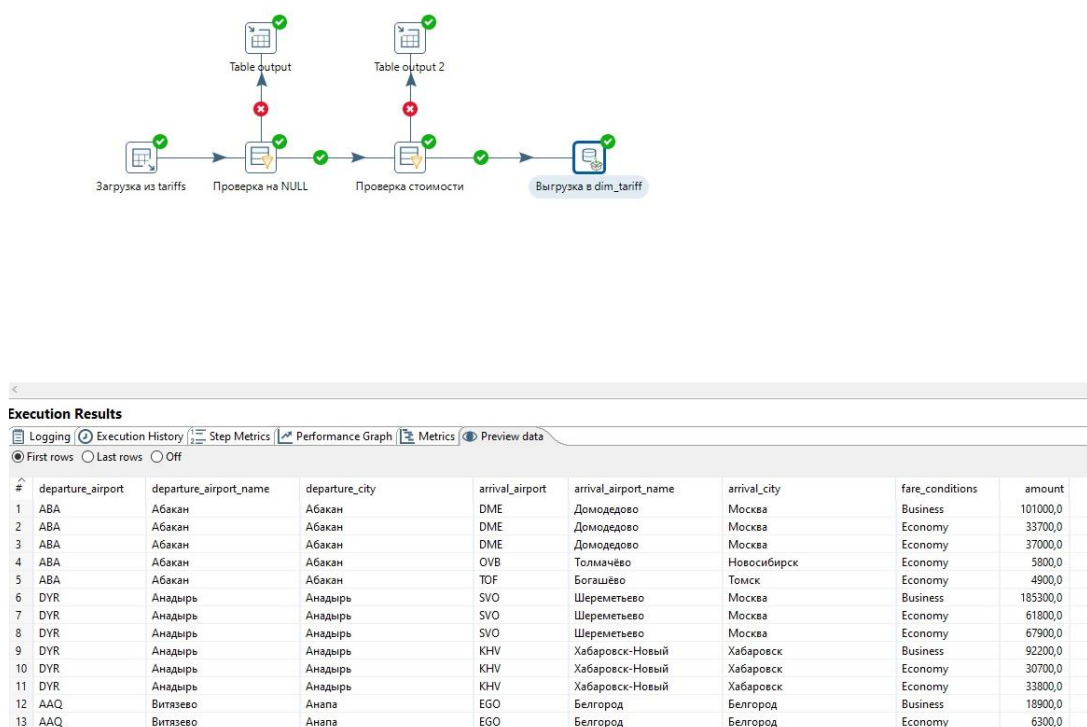 Table output Table output 2
Загрузка из tariffs Проверка на NULL Проверка стоимости Выгрузка в dim_tariff
Execution Results
Logging Execution History Step Metrics Performance Graph Metrics Preview data
First rows Last rows Off
# departure_airport departure_airport_name departure_city arrival_airport arrival_airport_name arrival_city fare_conditions amount
1 ABA Абакан Абакан DME Домодедово Москва Business 101000,0
2 ABA Абакан Абакан DME Домодедово Москва Economy 33700,0
3 ABA Абакан Абакан DME Домодедово Москва Economy 37000,0
4 ABA Абакан Абакан OVB Толмачёво Новосибирск Economy 5800,0
5 ABA Абакан Абакан TOF Богашёво Томск Economy 4900,0
6 DYR Анадырь Анадырь SVO Шереметьево Москва Business 185300,0
7 DYR Анадырь Анадырь SVO Шереметьево Москва Economy 61800,0
8 DYR Анадырь Анадырь SVO Шереметьево Москва Economy 67900,0
9 DYR Анадырь Анадырь KHV Хабаровск-Новый Хабаровск Business 92200,0
10 DYR Анадырь Анадырь KHV Хабаровск-Новый Хабаровск Economy 30700,0
11 DYR Анадырь Анадырь KHV Хабаровск-Новый Хабаровск Economy 33800,0
12 AAQ Витязево Анапа EGO Белгород Белгород Business 18900,0
13 AAQ Витязево Анапа EGO Белгород Белгород Economy 6300,0